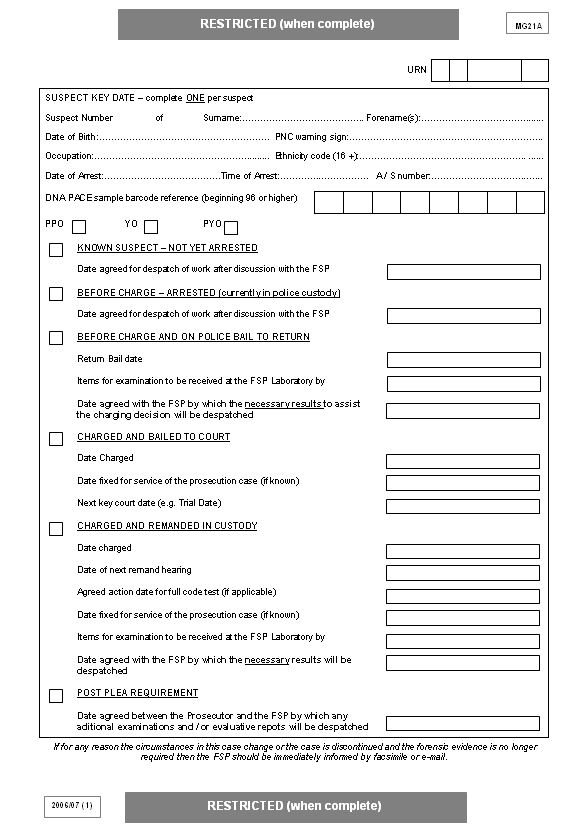 RESTRICTED (when complete)
MG21A
URN
SUSPECT KEY DATE – complete ONE per suspect
Suspect Number of Surname:.......................................... Forename(s):..........................................
Date of Birth:.......................................................... PNC warning sign:..................................................................
Occupation:............................................................ Ethnicity code (16 +):..............................................................
Date of Arrest:........................................Time of Arrest:.............................. A / S number:.......................................
DNA PACE sample barcode reference (beginning 96 or higher)
PPO YO PYO
KNOWN SUSPECT – NOT YET ARRESTED
Date agreed for despatch of work after discussion with the FSP
BEFORE CHARGE – ARRESTED (currently in police custody)
Date agreed for despatch of work after discussion with the FSP
BEFORE CHARGE AND ON POLICE BAIL TO RETURN
Return Bail date
Items for examination to be received at the FSP Laboratory by
Date agreed with the FSP by which the necessary results to assist
the charging decision will be despatched
CHARGED AND BAILED TO COURT
Date Charged
Date fixed for service of the prosecution case (if known)
Next key court date (e.g. Trial Date)
CHARGED AND REMANDED IN CUSTODY
Date charged
Date of next remand hearing
Agreed action date for full code test (if applicable)
Date fixed for service of the prosecution case (if known)
Items for examination to be received at the FSP Laboratory by
Date agreed with the FSP by which the necessary results will be
despatched
POST PLEA REQUIREMENT
Date agreed between the Prosecutor and the FSP by which any
aditional examinations and / or evaluative repots will be despatched
If for any reason the circumstances in this case change or the case is discontinued and the forensic evidence is no longer
required then the FSP should be immediately informed by facsimile or e-mail.
2006/07 (1)
RESTRICTED (when complete)